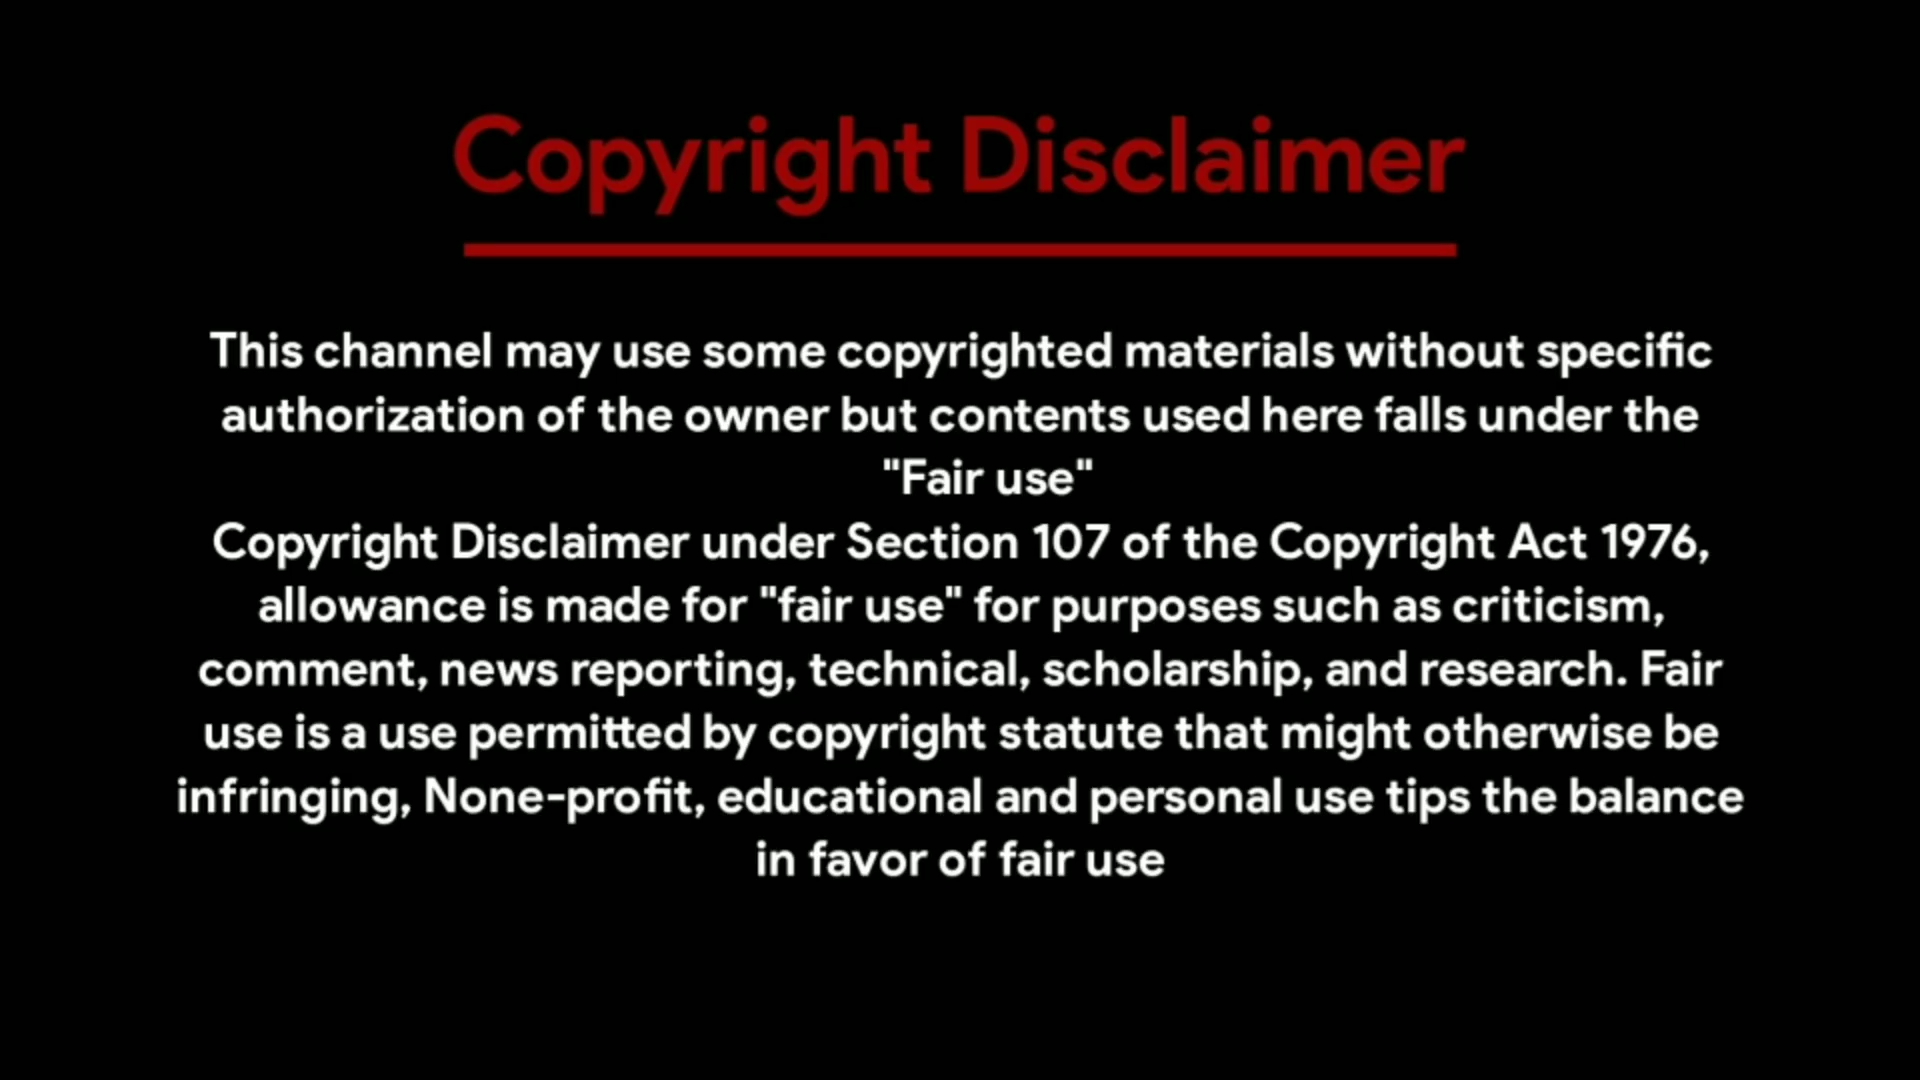 Copyright Disclaimer
This channel may use some copyrighted materials without specific
authorization of the owner but contents used here falls under the
"Fair use"
Copyright Disclaimer under Section 107 of the Copyright Act 1976,
allowance is made for "fair use" for purposes such as criticism,
comment, news reporting, technical, scholarship, and research. Fair
use is a use permitted by copyright statute that might otherwise be
infringing, None-profit, educational and personal use tips the balance
in favor of fair use